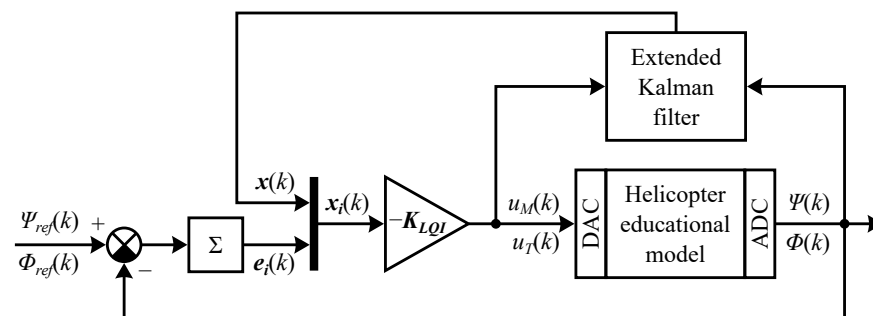 Extended
Kalman
filter
x(k)
Ψref(k)
+
Φref(k)
−
Σ
ei(k)
xi(k)
−KLQI
uM(k)
uT(k)
DAC
Helicopter
educational
model
ADC
Ψ(k)
Φ(k)